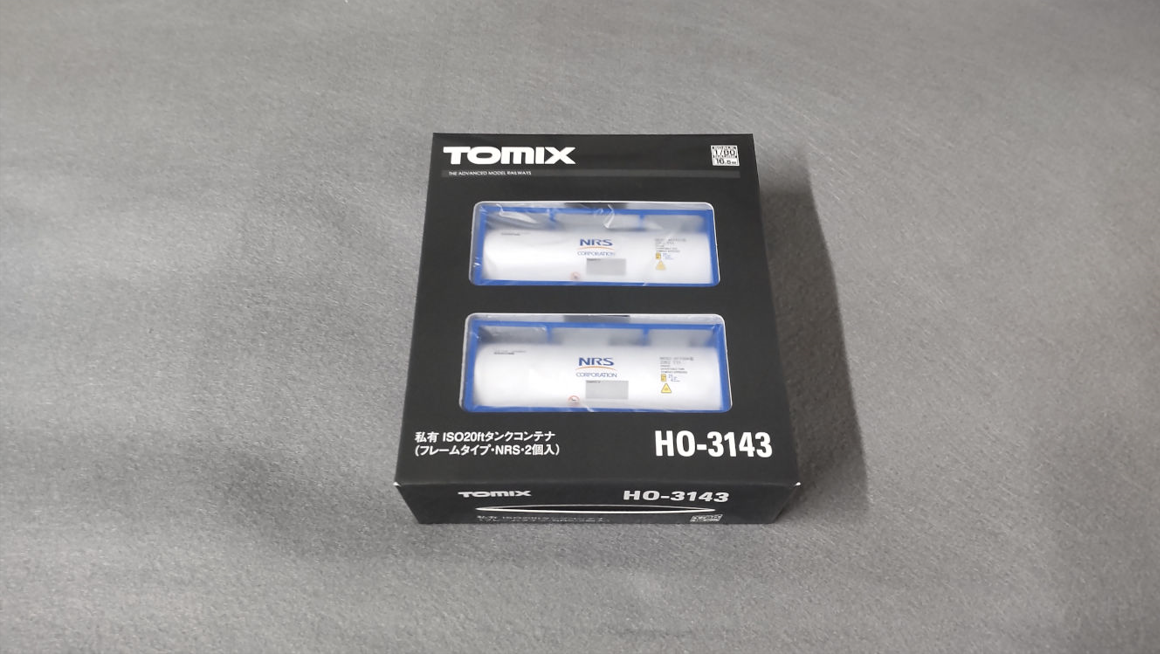 TOMIX
THE ADVANCED MODEL RAILWAYS
1/80
16.5
NRS
CORPORATION
NRS
CORPORATION
私有 ISO20ftタンクコンテナ
(フレームタイプ・NRS・2個入)
HO-3143
TOMIX
HO-3143